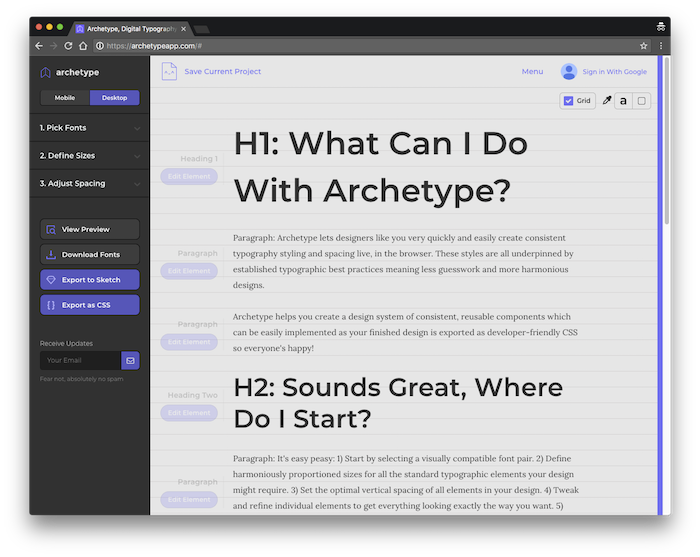 Archetype, Digital Typography
https://archetypeapp.com/#
archetype
Mobile
Desktop
1. Pick Fonts
2. Define Sizes
3. Adjust Spacing
View Preview
Download Fonts
Export to Sketch
Export as CSS
Receive Updates
Your Email
Fear not, absolutely no spam
Save Current Project
Menu
Sign In With Google
Grid
a
Heading 1
Edit Element
H1: What Can I Do
With Archetype?
Paragraph
Edit Element
Paragraph: Archetype lets designers like you very quickly and easily create consistent
typography styling and spacing live, in the browser. These styles are all underpinned by
established typographic best practices meaning less guesswork and more harmonious
designs.
Paragraph
Edit Element
Archetype helps you create a design system of consistent, reusable components which
can be easily implemented as your finished design is exported as developer-friendly CSS
so everyone's happy!
Heading Two
Edit Element
H2: Sounds Great, Where
Do I Start?
Paragraph
Edit Element
Paragraph: It's easy peasy: 1) Start by selecting a visually compatible font pair. 2) Define
harmoniously proportioned sizes for all the standard typographic elements your design
might require. 3) Set the optimal vertical spacing of all elements in your design. 4) Tweak
and refine individual elements to get everything looking exactly the way you want. 5)